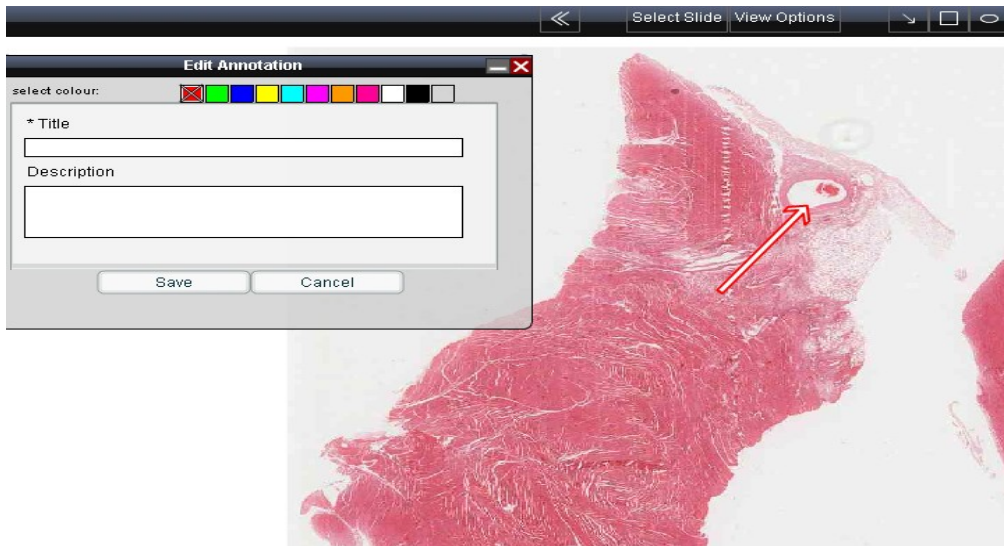 Select Slide View Options
Edit Annotation
select colour:
* Title
Description
Save Cancel